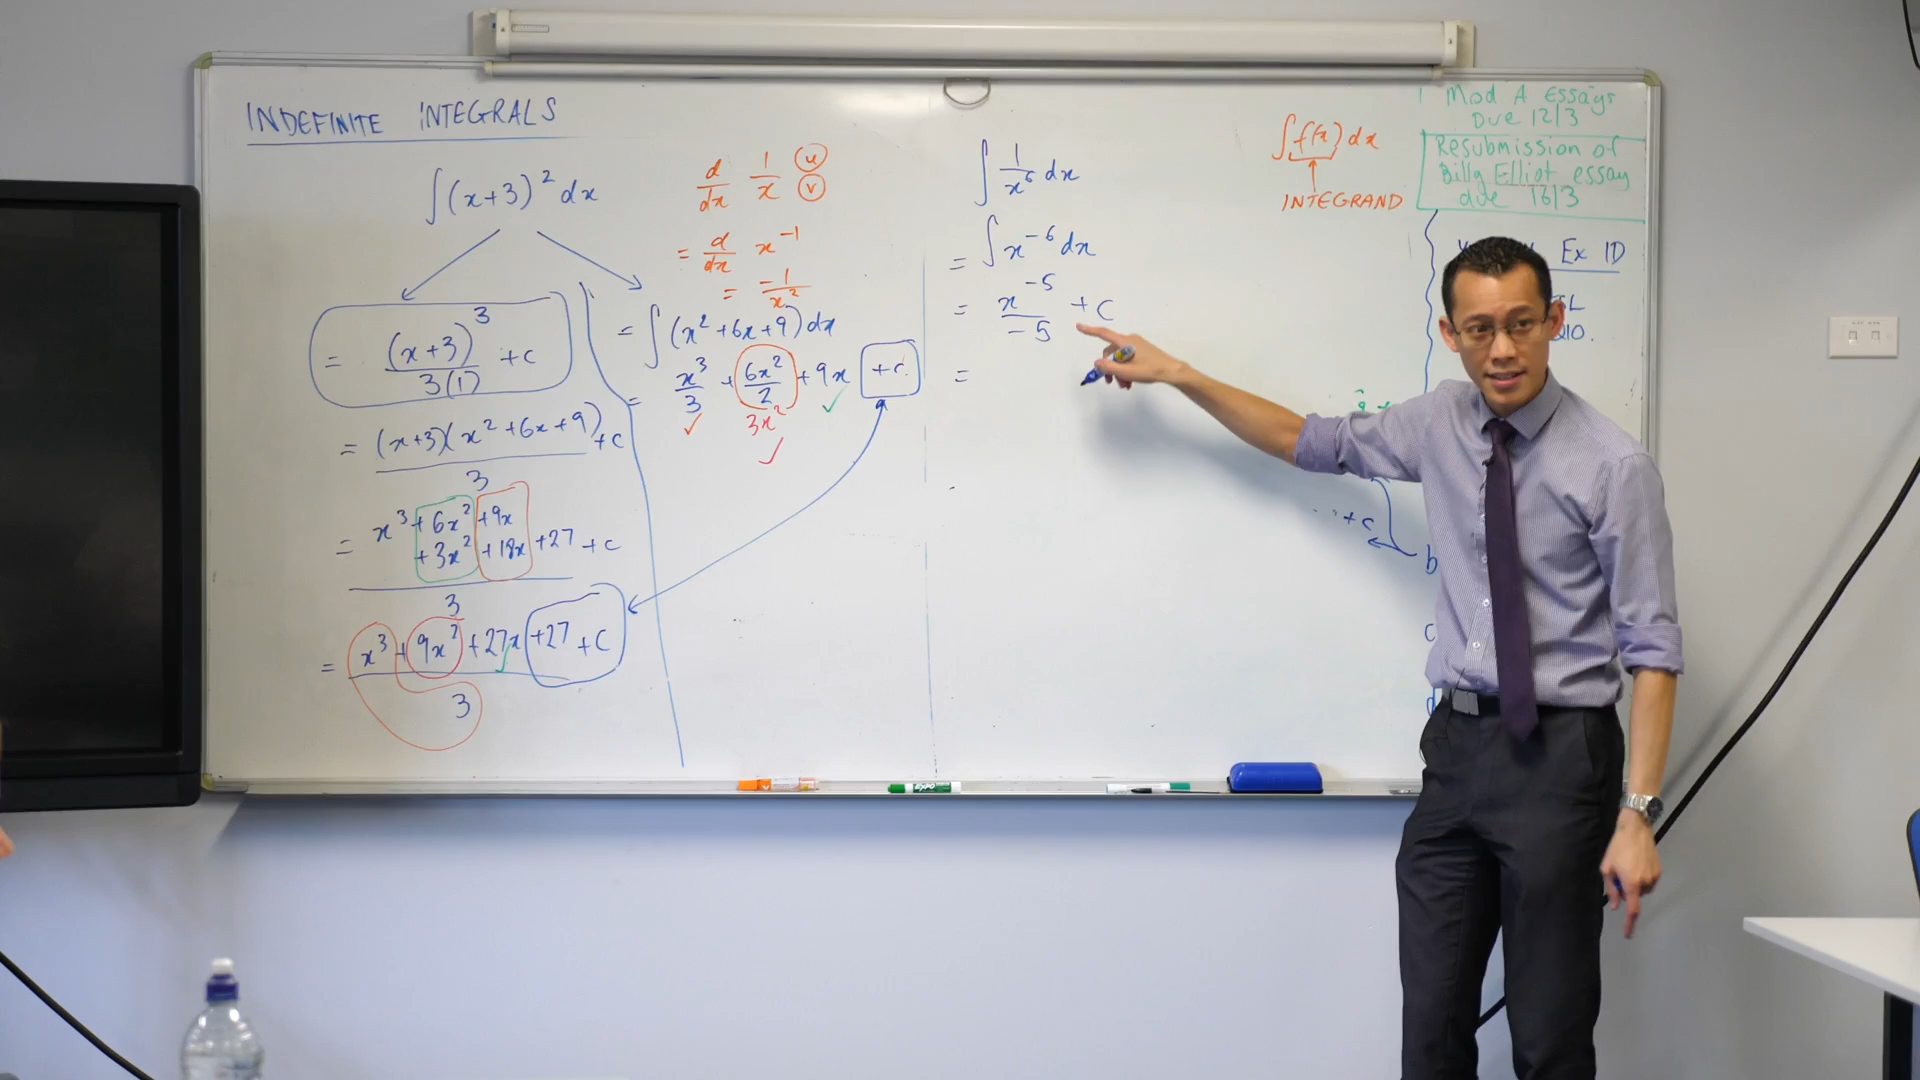 INDEFINITE INTEGRALS
∫(x+3)² dx
= (x+3)³/3(1) + c
= (x+3)(x²+6x+9)/3 + c
= (x³+6x²+9x
+3x²+18x+27)/3 + c
= (x³+9x²+27x+27+C)/3
d/dx 1/x u v
= d/dx x⁻¹
= -1/x²
= ∫(x²+6x+9)dx
= x³/3 + 6x²/2 + 9x + c
3x²
∫ 1/x⁶ dx
= ∫ x⁻⁶ dx
= x⁻⁵/-5 + C
=
∫f(x) dx
INTEGRAND
Mod A Essays
Due 12/3
Resubmission of
Billy Elliot essay
due 16/3
Ex 1D
Q10.
+c
b
c
d
EXPO